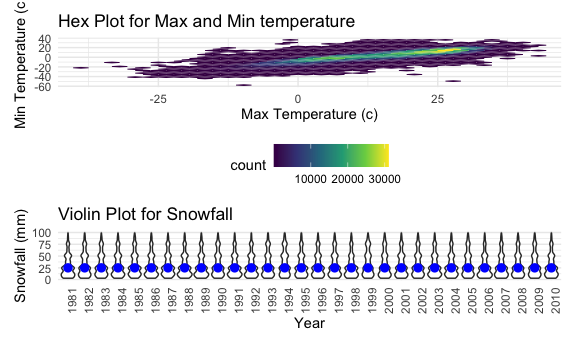 Hex Plot for Max and Min temperature
Min Temperature (c
40
20
0
-20
-40
-60
-25 0 25
Max Temperature (c)
count
10000 20000 30000
Violin Plot for Snowfall
Snowfall (mm)
100
75
50
25
0
1981 1982 1983 1984 1985 1986 1987 1988 1989 1990 1991 1992 1993 1994 1995 1996 1997 1998 1999 2000 2001 2002 2003 2004 2005 2006 2007 2008 2009 2010
Year